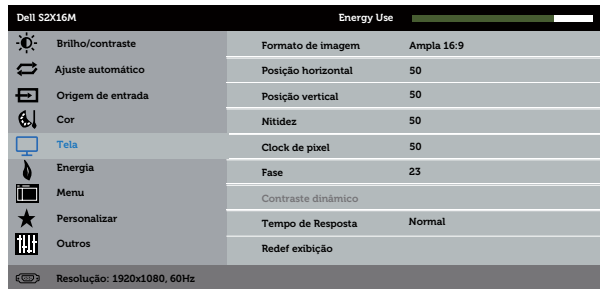 Dell S2X16M Energy Use
Brilho/contraste
Ajuste automático
Origem de entrada
Cor
Tela
Energia
Menu
Personalizar
Outros
Formato de imagem Ampla 16:9
Posição horizontal 50
Posição vertical 50
Nitidez 50
Clock de pixel 50
Fase 23
Contraste dinâmico
Tempo de Resposta Normal
Redef exibição
Resolução: 1920x1080, 60Hz